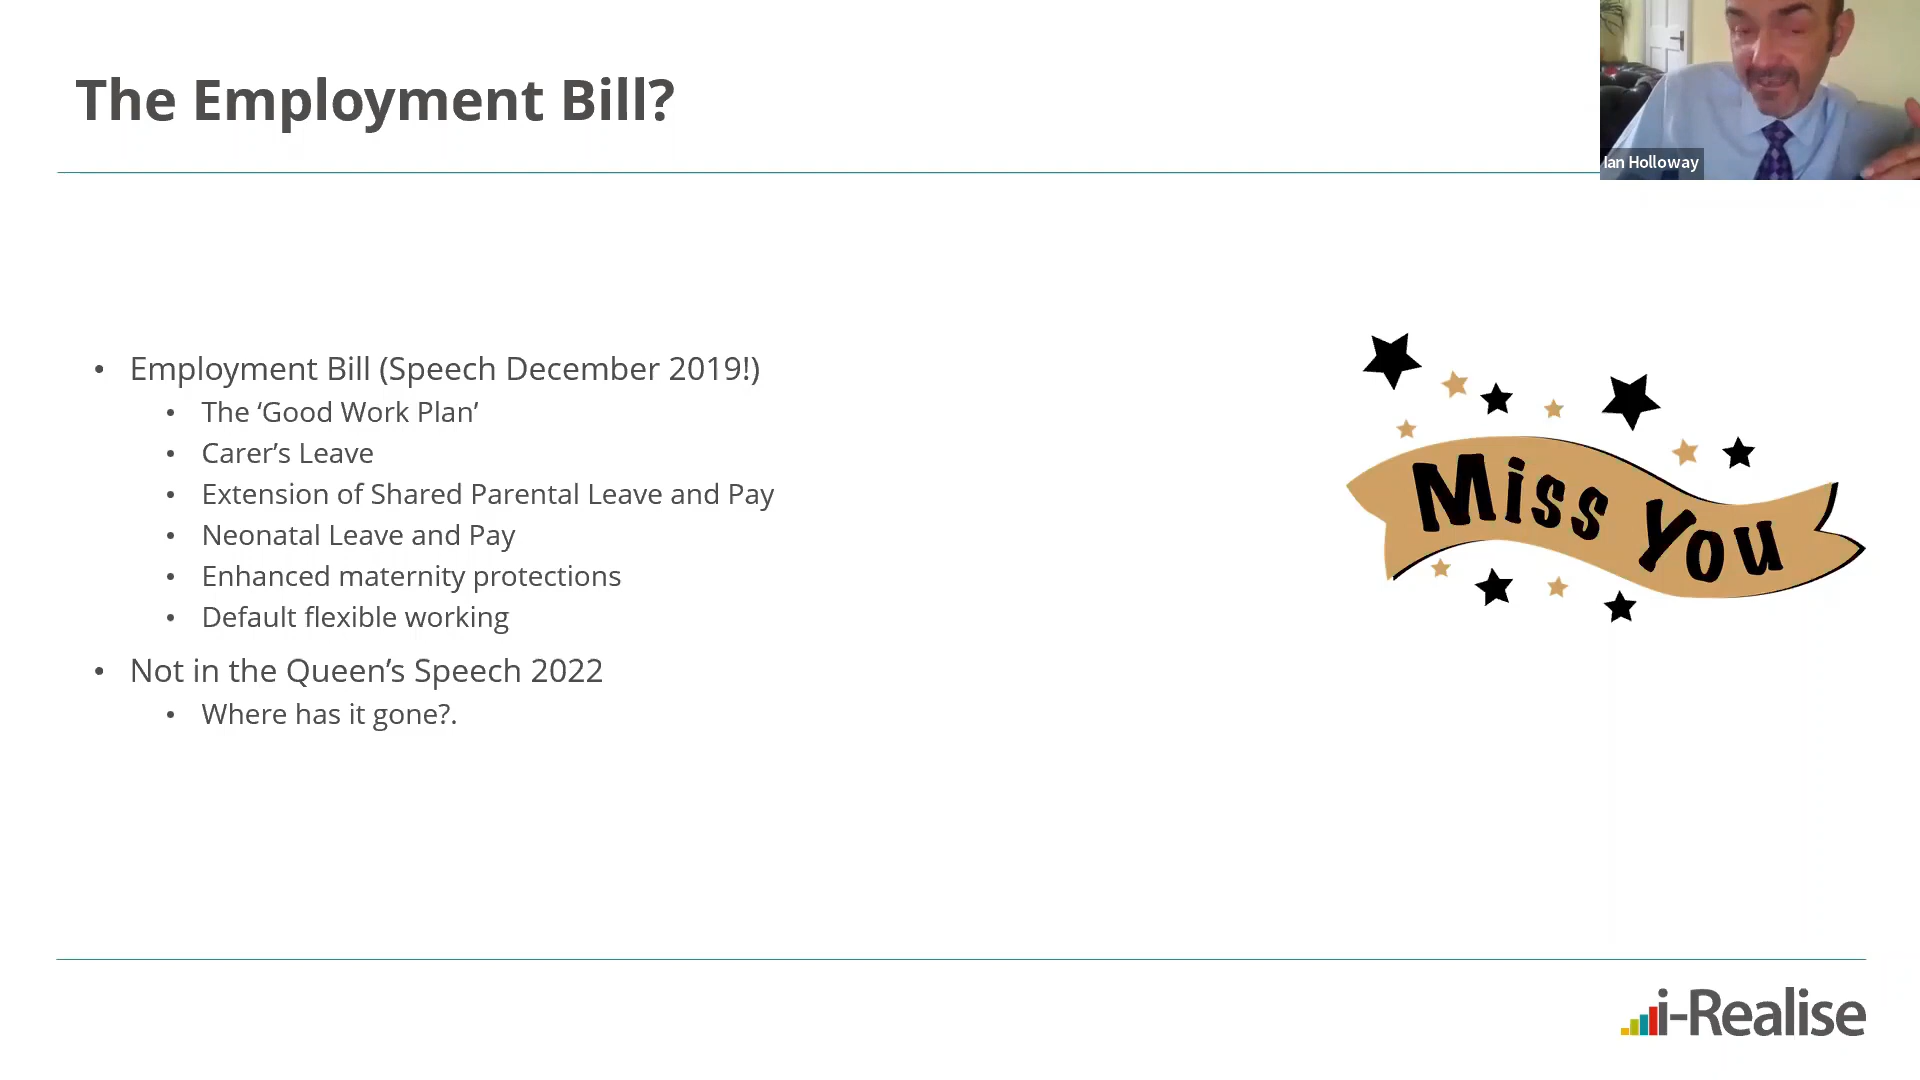 The Employment Bill?
Ian Holloway
• Employment Bill (Speech December 2019!)
• The ‘Good Work Plan’
• Carer’s Leave
• Extension of Shared Parental Leave and Pay
• Neonatal Leave and Pay
• Enhanced maternity protections
• Default flexible working
• Not in the Queen’s Speech 2022
• Where has it gone?.
Miss You
i-Realise